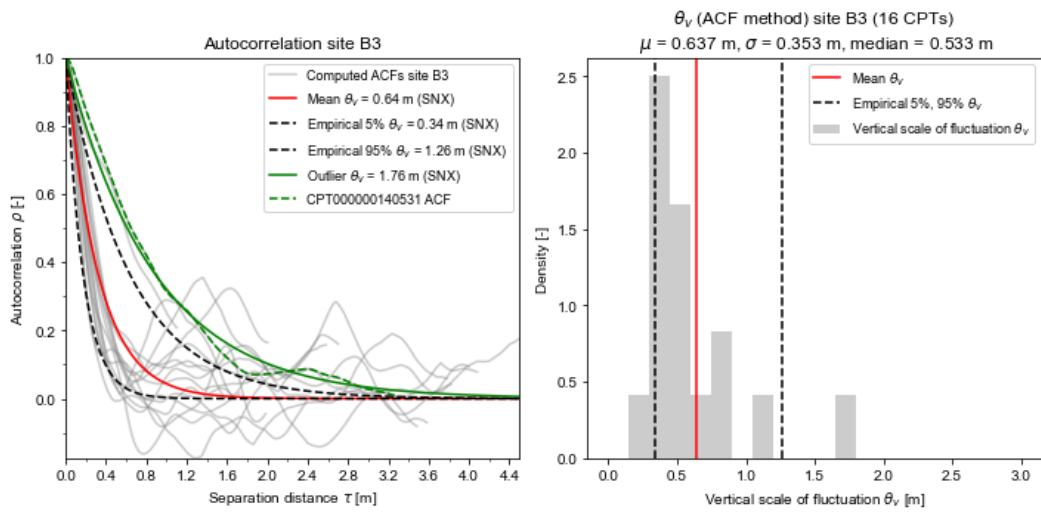 Autocorrelation site B3
Computed ACFs site B3
Mean θᵥ = 0.64 m (SNX)
Empirical 5% θᵥ = 0.34 m (SNX)
Empirical 95% θᵥ = 1.26 m (SNX)
Outlier θᵥ = 1.76 m (SNX)
CPT000000140531 ACF
Autocorrelation ρ [-]
1.0
0.8
0.6
0.4
0.2
0.0
0.0 0.4 0.8 1.2 1.6 2.0 2.4 2.8 3.2 3.6 4.0 4.4
Separation distance τ [m]
θᵥ (ACF method) site B3 (16 CPTs)
μ = 0.637 m, σ = 0.353 m, median = 0.533 m
Mean θᵥ
Empirical 5%, 95% θᵥ
Vertical scale of fluctuation θᵥ
Density [-]
2.5
2.0
1.5
1.0
0.5
0.0
0.0 0.5 1.0 1.5 2.0 2.5 3.0
Vertical scale of fluctuation θᵥ [m]